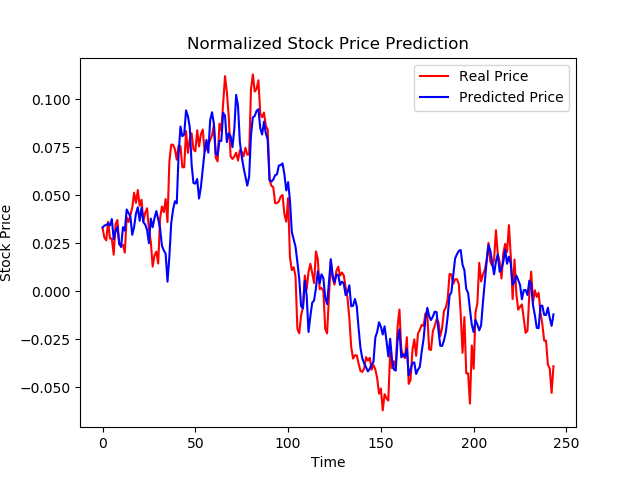 Normalized Stock Price Prediction
Real Price
Predicted Price
Stock Price
0.100
0.075
0.050
0.025
0.000
−0.025
−0.050
0
50
100
150
200
250
Time